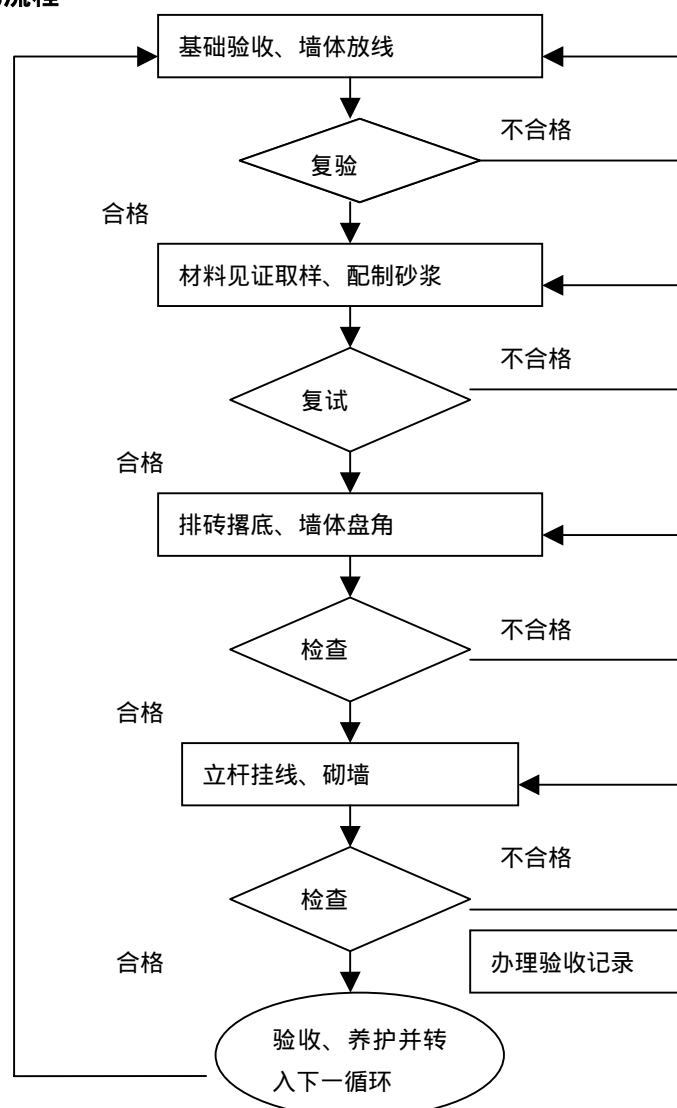 流程
基础验收、墙体放线
不合格
复验
合格
材料见证取样、配制砂浆
不合格
复试
合格
排砖撂底、墙体盘角
不合格
检查
合格
立杆挂线、砌墙
不合格
检查
合格
办理验收记录
验收、养护并转
入下一循环